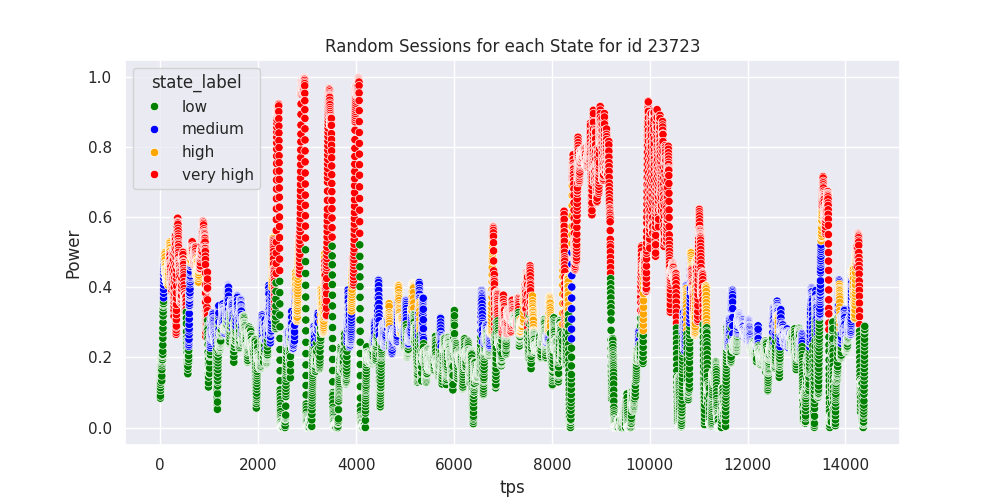 Random Sessions for each State for id 23723
state_label
low
medium
high
very high
Power
1.0
0.8
0.6
0.4
0.2
0.0
0 2000 4000 6000 8000 10000 12000 14000
tps